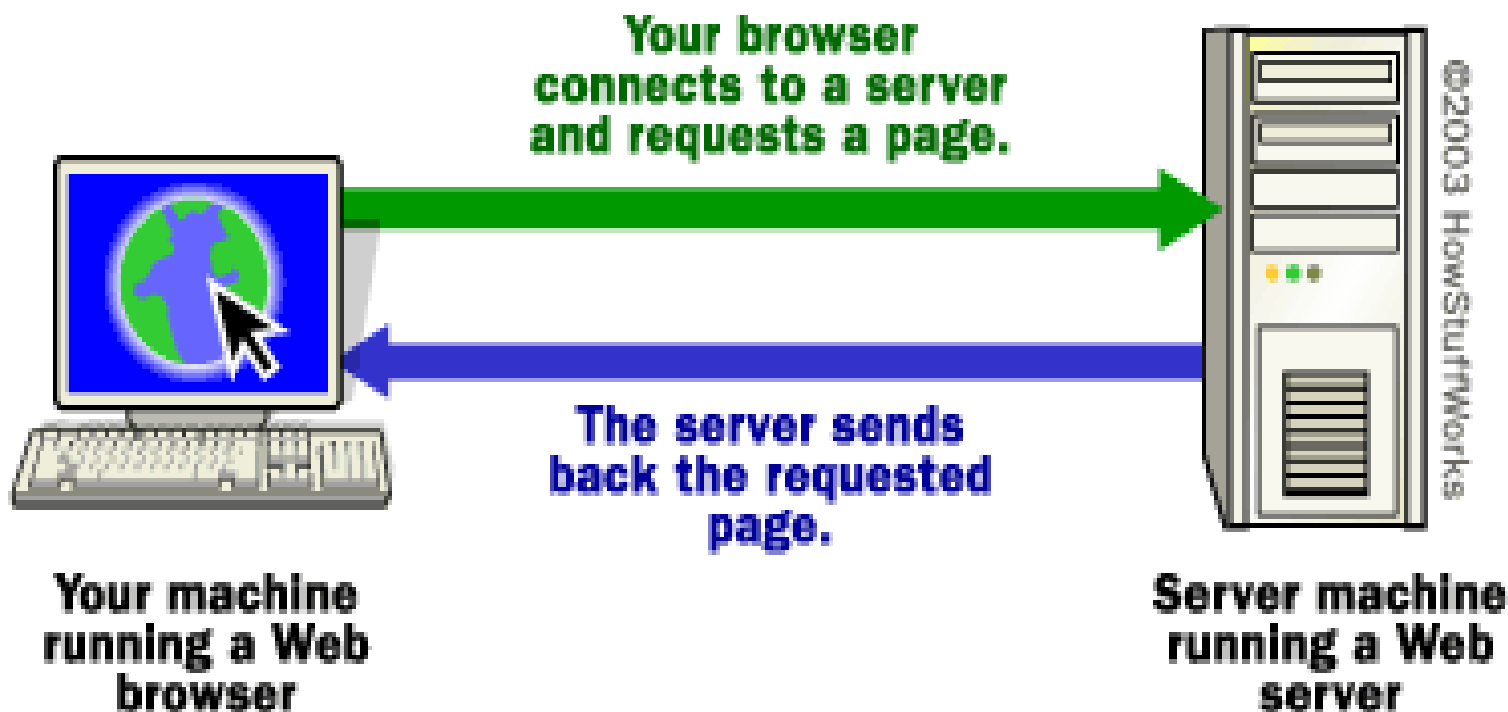 Your browser
connects to a server
and requests a page.
©2003 HowStuffWorks
The server sends
back the requested
page.
Your machine
running a Web
browser
Server machine
running a Web
server